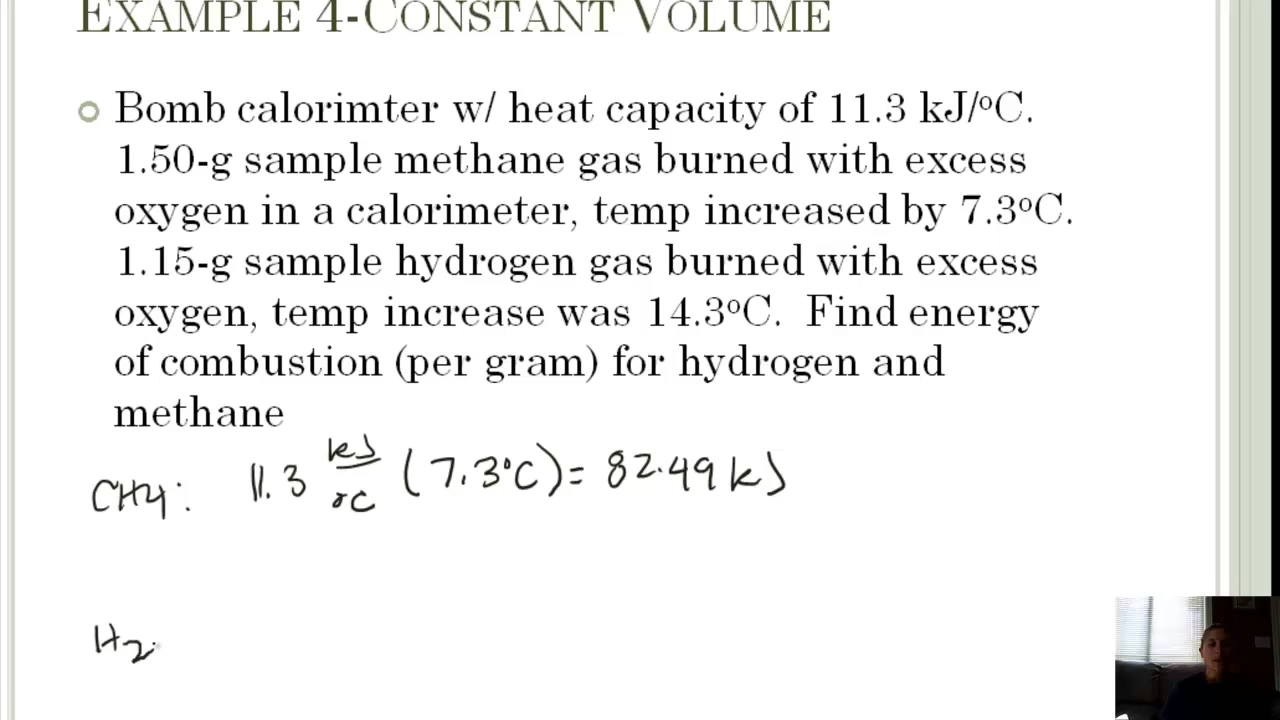 EXAMPLE 4-CONSTANT VOLUME
Bomb calorimter w/ heat capacity of 11.3 kJ/ºC.
1.50-g sample methane gas burned with excess
oxygen in a calorimeter, temp increased by 7.3ºC.
1.15-g sample hydrogen gas burned with excess
oxygen, temp increase was 14.3ºC.  Find energy
of combustion (per gram) for hydrogen and
methane
CH4: 11.3 kJ/°C (7.3°C) = 82.49 kJ
H2: